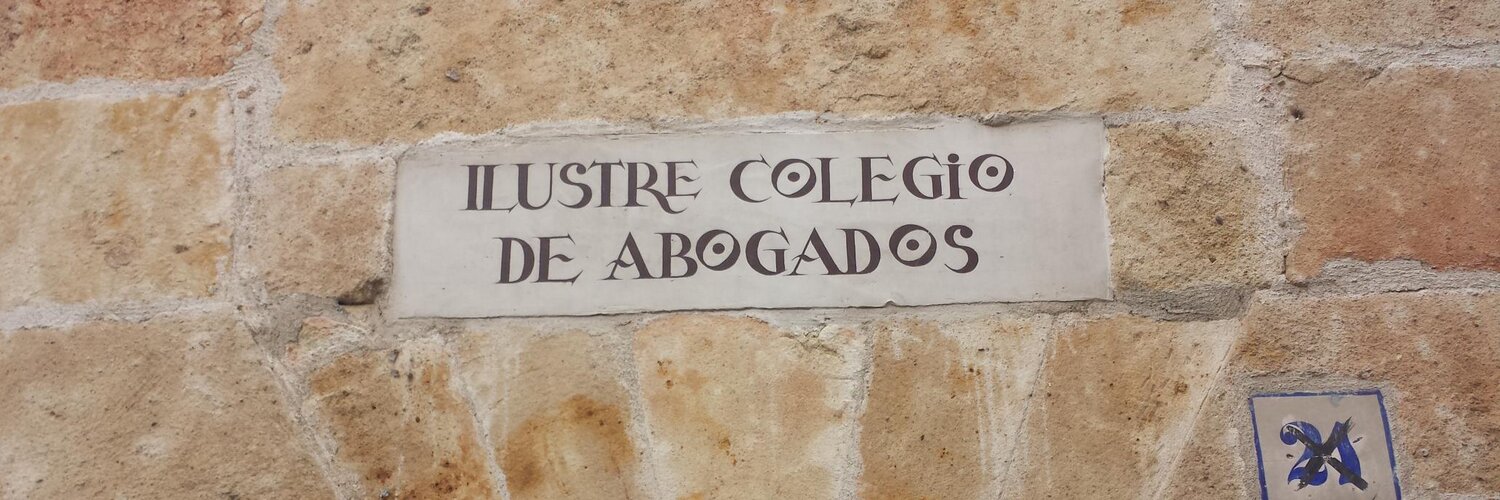 ILUSTRE COLEGIO
DE ABOGADOS